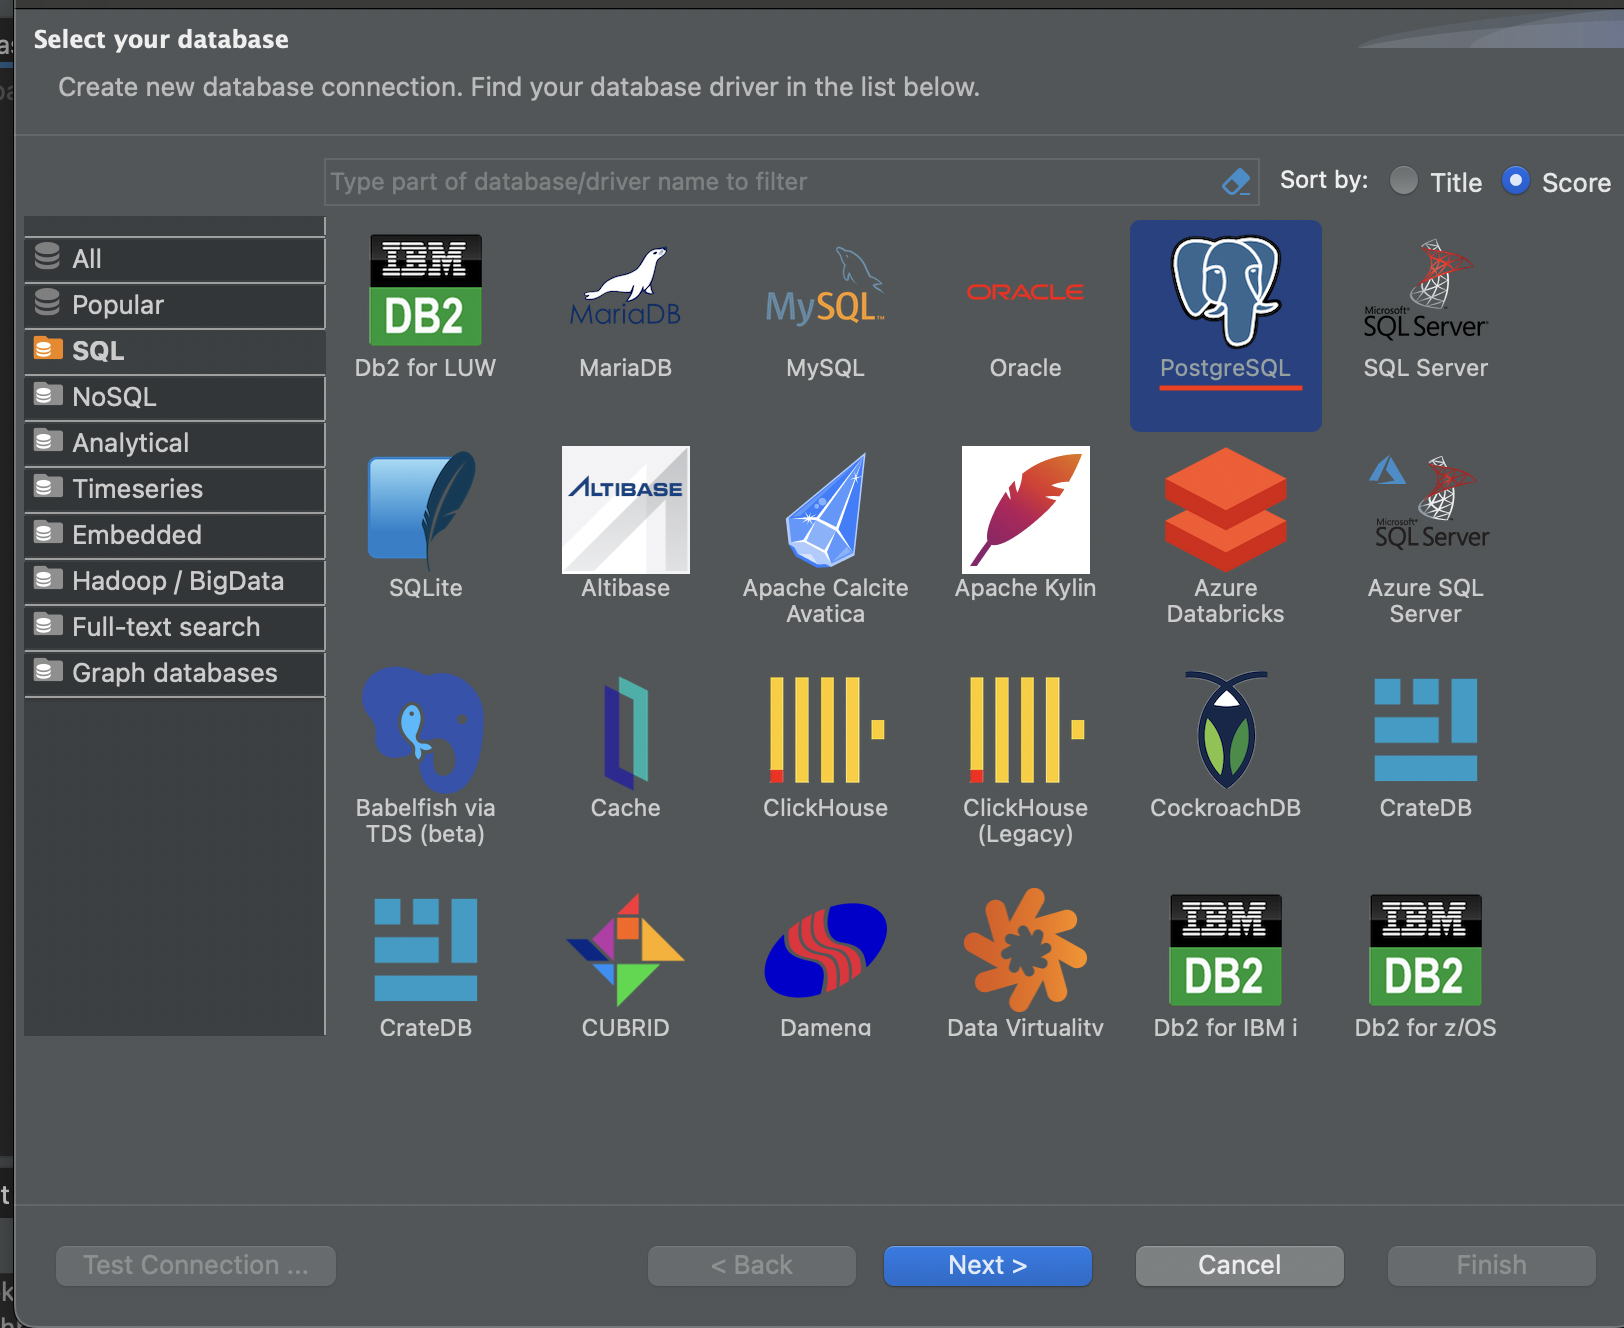 Select your database
Create new database connection. Find your database driver in the list below.
Type part of database/driver name to filter
Sort by:
Title
Score
All
Popular
SQL
NoSQL
Analytical
Timeseries
Embedded
Hadoop / BigData
Full-text search
Graph databases
IBM
DB2
Db2 for LUW
MariaDB
MariaDB
MySQL™
MySQL
ORACLE
Oracle
PostgreSQL
Microsoft®
SQL Server®
SQL Server
SQLite
ALTIBASE
Altibase
Apache Calcite
Avatica
Apache Kylin
Azure
Databricks
Microsoft®
SQL Server
Azure SQL
Server
Babelfish via
TDS (beta)
Cache
ClickHouse
ClickHouse
(Legacy)
CockroachDB
CrateDB
CrateDB
CUBRID
Dameng
Data Virtuality
IBM
DB2
Db2 for IBM i
IBM
DB2
Db2 for z/OS
Test Connection ...
< Back
Next >
Cancel
Finish